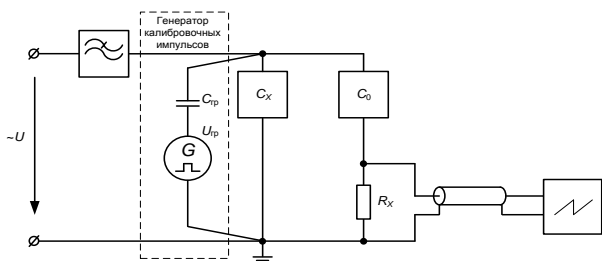 Генератор
калибровочных
импульсов
Cгр
Uгр
G
CX
C0
~U
RX